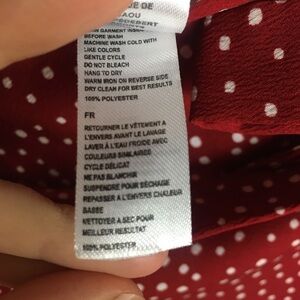 DE
TURN GARMENT INSIDE
BEFORE WASH
MACHINE WASH COLD WITH
LIKE COLORS
GENTLE CYCLE
DO NOT BLEACH
HANG TO DRY
WARM IRON ON REVERSE SIDE
DRY CLEAN FOR BEST RESULTS
100% POLYESTER
FR
RETOURNER LE VÊTEMENT A
L'ENVERS AVANT LE LAVAGE
LAVER À L'EAU FROIDE AVEC
COULEURS SIMILAIRES
CYCLE DÉLICAT
NE PAS BLANCHIR
SUSPENDRE POUR SÉCHAGE
REPASSER A L'ENVERS CHALEUR
BASSE
NETTOYER A SEC POUR
MEILLEUR RESULTAT
100% POLYESTER